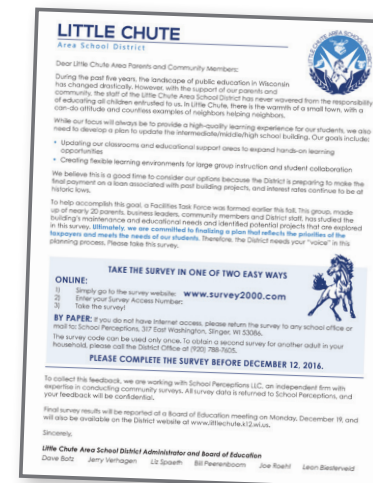 LITTLE CHUTE
Area School District
LITTLE CHUTE AREA SCHOOL DISTRICT
Dear Little Chute Area Parents and Community Members:
During the past five years, the landscape of public education in Wisconsin
has changed drastically. However, with the support of our parents and
community, the staff of the Little Chute Area School District has never wavered from the responsibility
of educating all children entrusted to us. In Little Chute, there is the warmth of a small town, with a
can-do attitude and countless examples of neighbors helping neighbors.
While our focus will always be to provide a high-quality learning experience for our students, we also
need to develop a plan to update the intermediate/middle/high school building. Our goals include:
• Updating our classrooms and educational support areas to expand hands-on learning
opportunities
• Creating flexible learning environments for large group instruction and student collaboration
We believe this is a good time to consider our options because the District is preparing to make the
final payment on a loan associated with past building projects, and interest rates continue to be at
historic lows.
To help accomplish this goal, a Facilities Task Force was formed earlier this fall. This group, made
up of nearly 20 parents, business leaders, community members and District staff, has studied the
building's maintenance and educational needs and identified potential projects that are explored
in this survey. Ultimately, we are committed to finalizing a plan that reflects the priorities of the
taxpayers and meets the needs of our students. Therefore, the District needs your "voice" in this
planning process. Please take this survey.
TAKE THE SURVEY IN ONE OF TWO EASY WAYS
ONLINE:
1) Simply go to the survey website: www.survey2000.com
2) Enter your Survey Access Number:
3) Take the survey!
BY PAPER: If you do not have internet access, please return the survey to any school office or
mail to: School Perceptions, 317 East Washington, Slinger, WI 53086.
The survey code can be used only once. To obtain a second survey for another adult in your
household, please call the District Office at (920) 788-7605.
PLEASE COMPLETE THE SURVEY BEFORE DECEMBER 12, 2016.
To collect this feedback, we are working with School Perceptions LLC, an independent firm with
expertise in conducting community surveys. All survey data is returned to School Perceptions, and
your feedback will be confidential.
Final survey results will be reported at a Board of Education meeting on Monday, December 19, and
will also be available on the District website at www.littlechute.k12.wi.us.
Sincerely,
Little Chute Area School District Administrator and Board of Education
Dave Botz Jerry Verhagen Liz Spaeth Bill Peerenboom Joe Roehl Leon Biesterveld